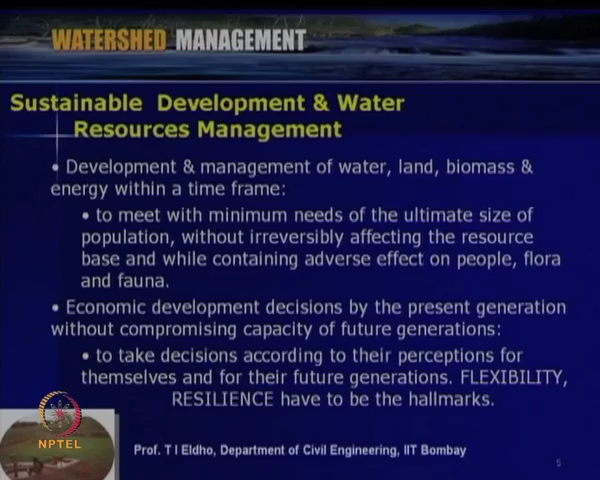 WATERSHED MANAGEMENT
Sustainable Development & Water
Resources Management
• Development & management of water, land, biomass &
energy within a time frame:
• to meet with minimum needs of the ultimate size of
population, without irreversibly affecting the resource
base and while containing adverse effect on people, flora
and fauna.
• Economic development decisions by the present generation
without compromising capacity of future generations:
• to take decisions according to their perceptions for
themselves and for their future generations. FLEXIBILITY,
RESILIENCE have to be the hallmarks.
NPTEL
Prof. T I Eldho, Department of Civil Engineering, IIT Bombay
5